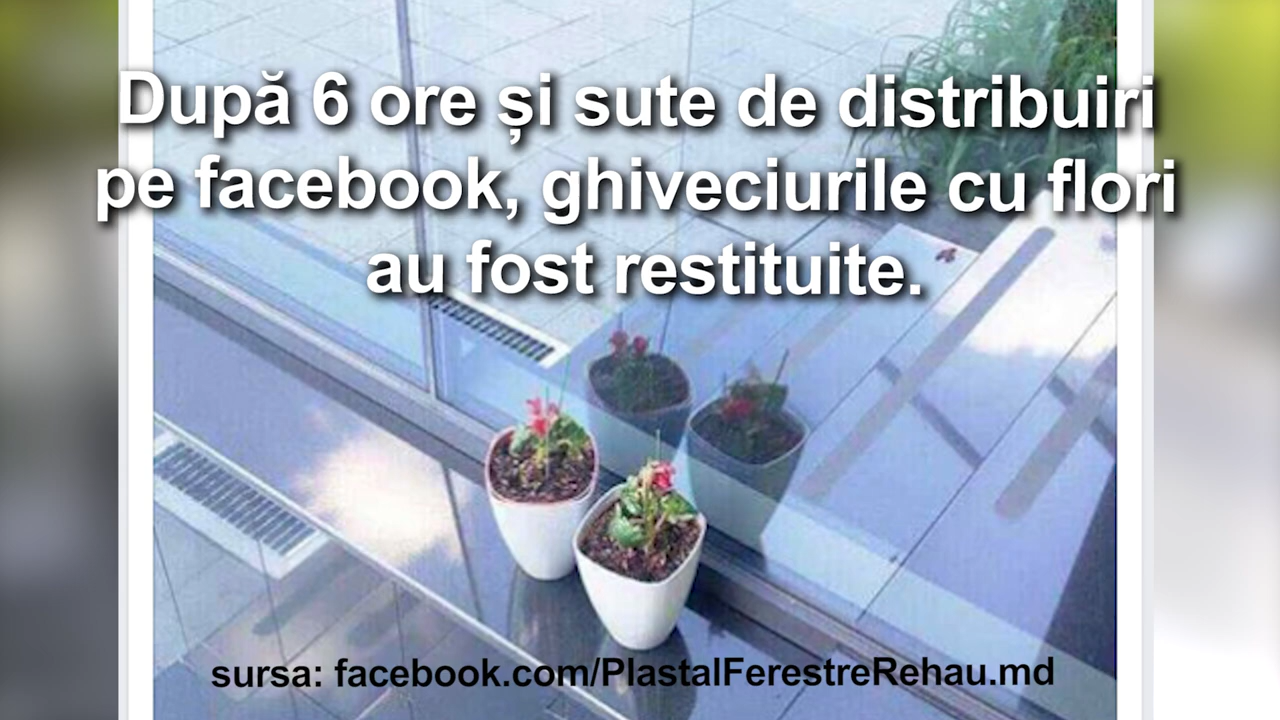 După 6 ore și sute de distribuiri
pe facebook, ghiveciurile cu flori
au fost restituite.
sursa: facebook.com/PlastalFerestreRehau.md